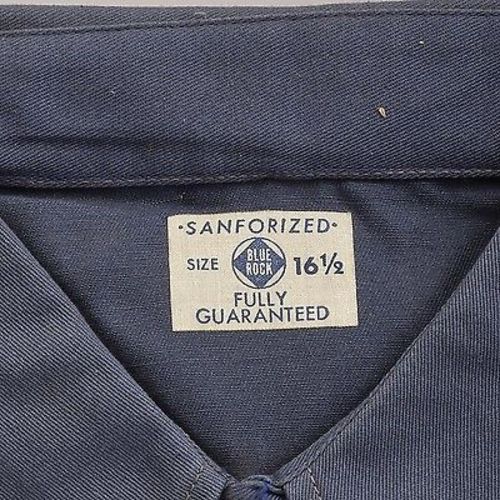 ·SANFORIZED·
SIZE BLUE ROCK 16½
FULLY
GUARANTEED